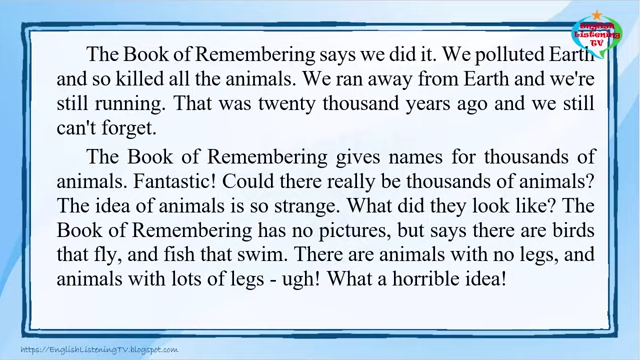 English
Listening
TV
The Book of Remembering says we did it. We polluted Earth
and so killed all the animals. We ran away from Earth and we're
still running. That was twenty thousand years ago and we still
can't forget.
The Book of Remembering gives names for thousands of
animals. Fantastic! Could there really be thousands of animals?
The idea of animals is so strange. What did they look like? The
Book of Remembering has no pictures, but says there are birds
that fly, and fish that swim. There are animals with no legs, and
animals with lots of legs - ugh! What a horrible idea!
https://EnglishListeningTV.blogspot.com